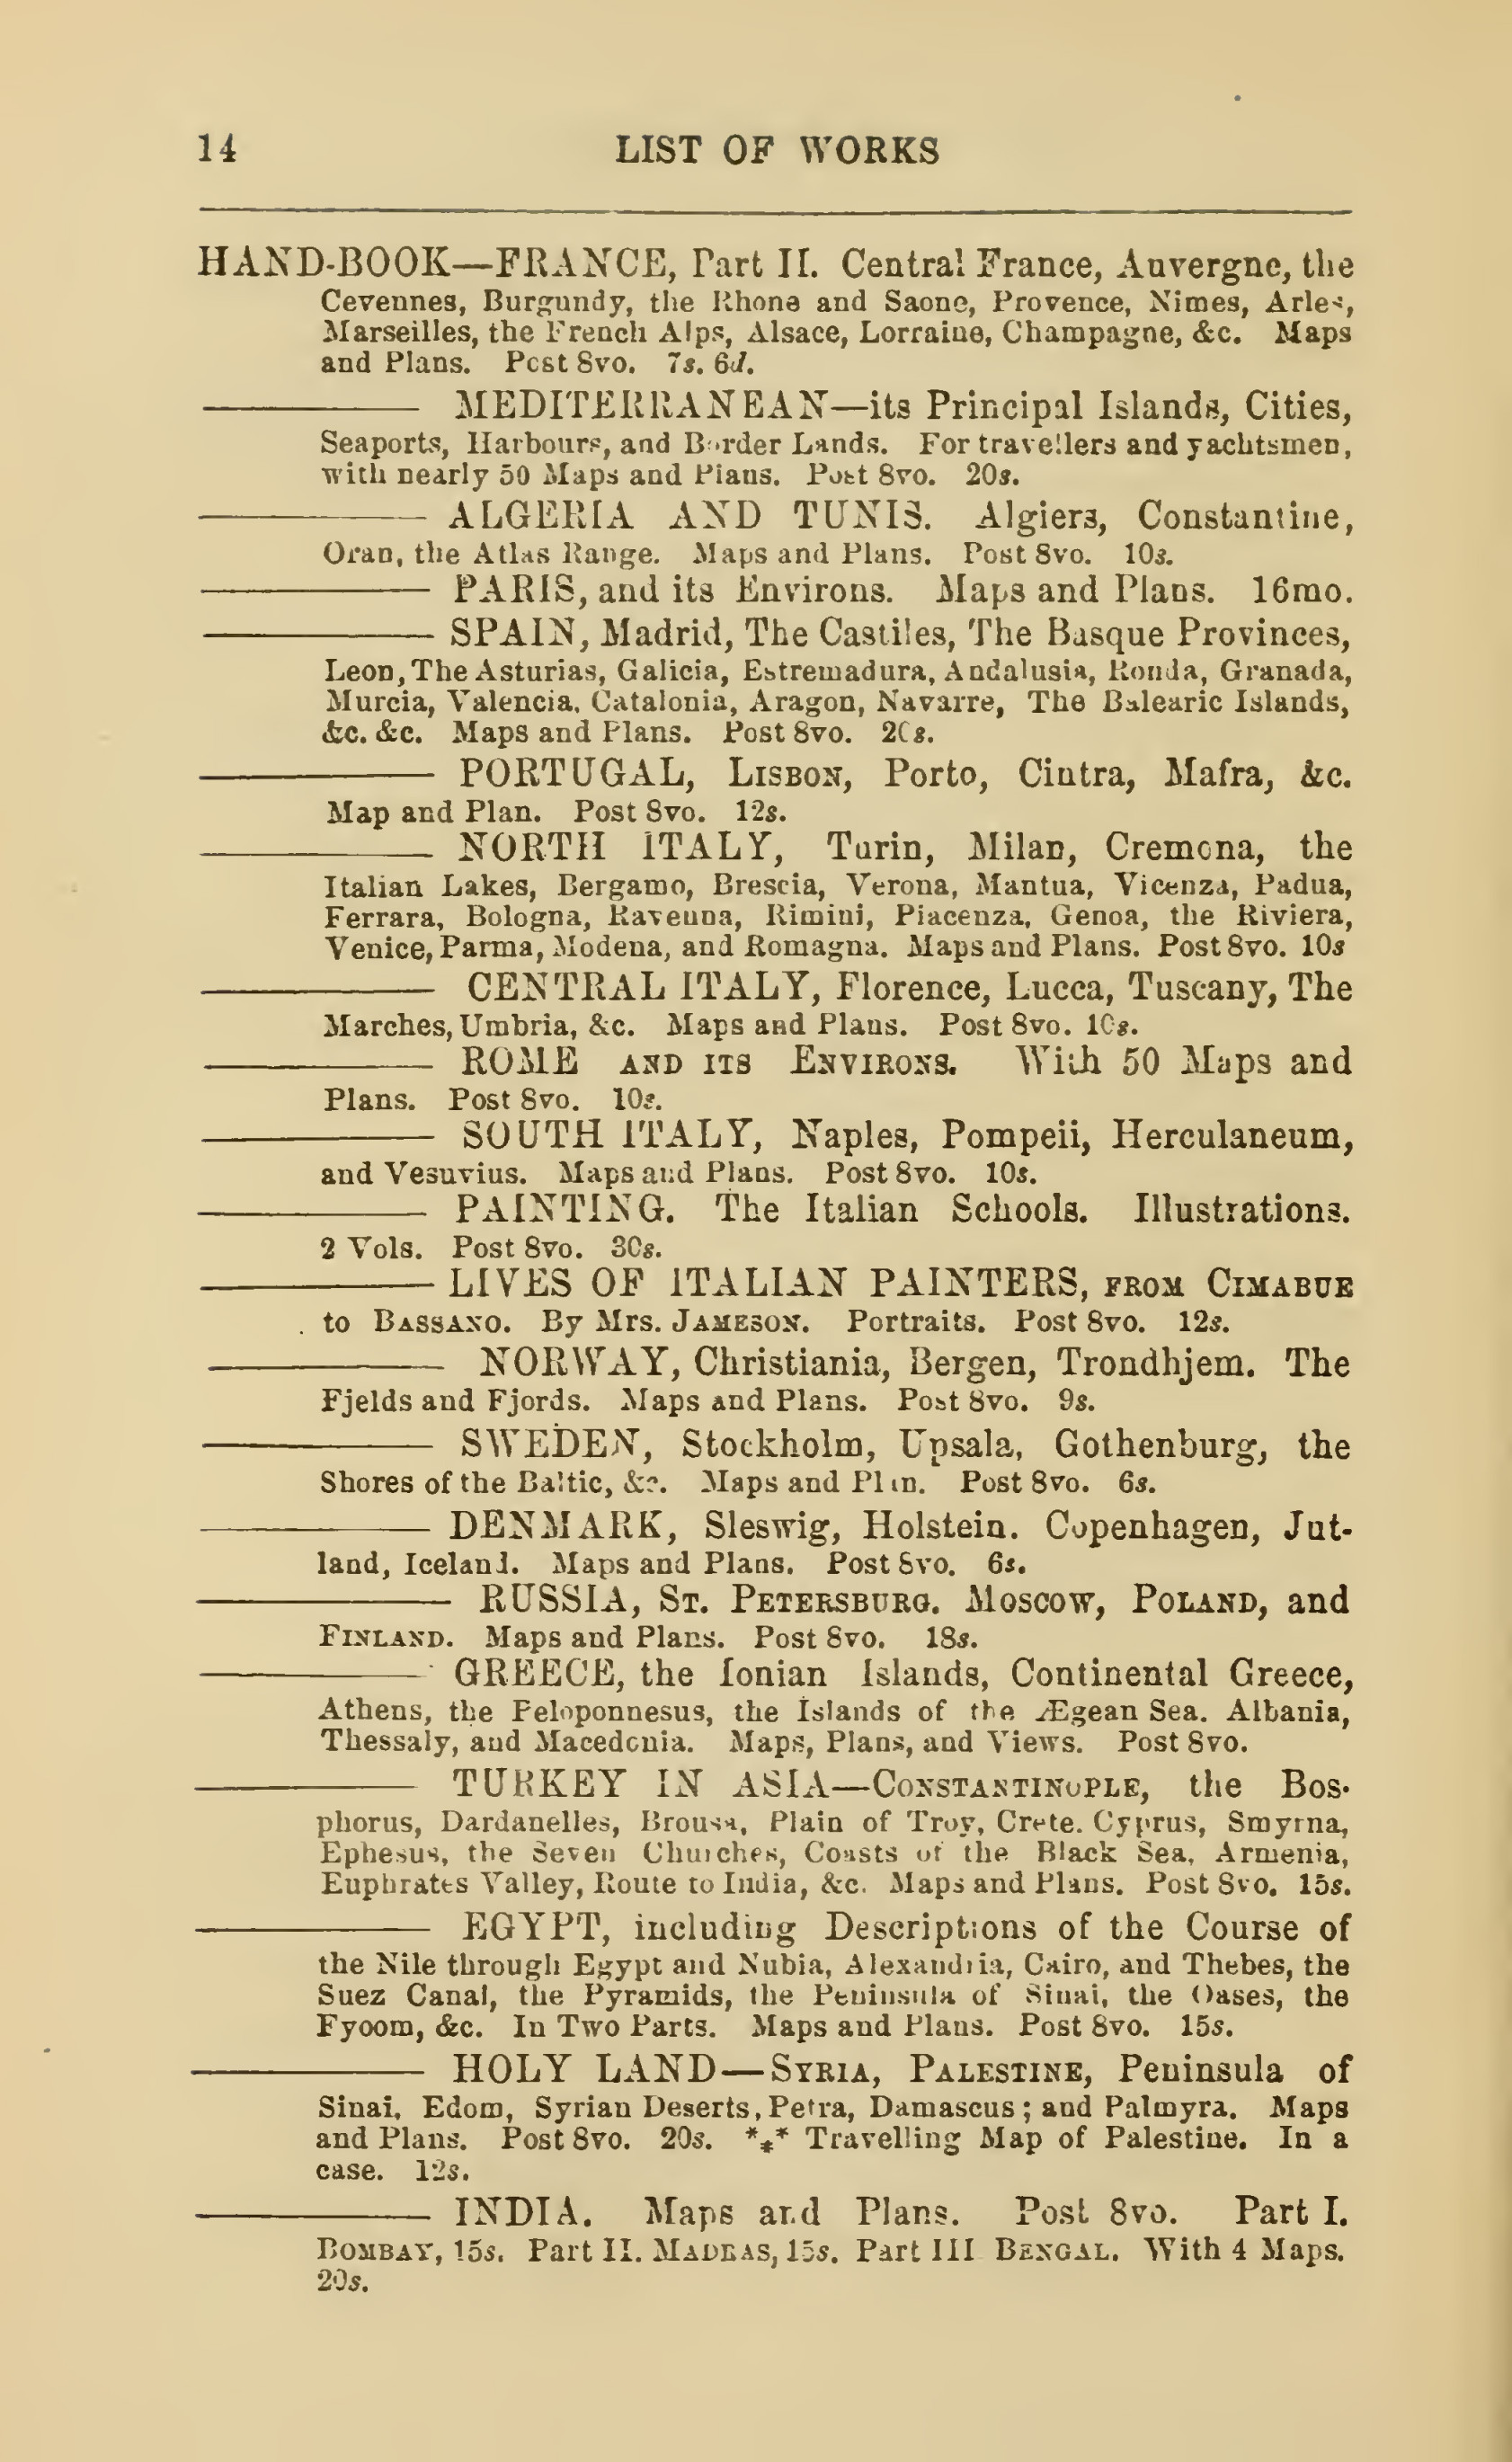 14 LIST OF WORKS
HAND-BOOK—FRANCE, Part II. Central France, Auvergne, the
Cevennes, Burgundy, the Rhone and Saone, Provence, Nimes, Arles,
Marseilles, the French Alps, Alsace, Lorraine, Champagne, &c. Maps
and Plans. Post 8vo. 7s. 6d.
——— MEDITERRANEAN—its Principal Islands, Cities,
Seaports, Harbours, and Border Lands. For travellers and yachtsmen,
with nearly 50 Maps and Plans. Post 8vo. 20s.
——— ALGERIA AND TUNIS. Algiers, Constantine,
Oran, the Atlas Range. Maps and Plans. Post 8vo. 10s.
——— PARIS, and its Environs. Maps and Plans. 16mo.
——— SPAIN, Madrid, The Castiles, The Basque Provinces,
Leon, The Asturias, Galicia, Estremadura, Andalusia, Ronda, Granada,
Murcia, Valencia, Catalonia, Aragon, Navarre, The Balearic Islands,
&c. &c. Maps and Plans. Post 8vo. 20s.
——— PORTUGAL, LISBON, Porto, Cintra, Mafra, &c.
Map and Plan. Post 8vo. 12s.
——— NORTH ITALY, Turin, Milan, Cremona, the
Italian Lakes, Bergamo, Brescia, Verona, Mantua, Vicenza, Padua,
Ferrara, Bologna, Ravenna, Rimini, Piacenza, Genoa, the Riviera,
Venice, Parma, Modena, and Romagna. Maps and Plans. Post 8vo. 10s
——— CENTRAL ITALY, Florence, Lucca, Tuscany, The
Marches, Umbria, &c. Maps and Plans. Post 8vo. 10s.
——— ROME AND ITS ENVIRONS. With 50 Maps and
Plans. Post 8vo. 10s.
——— SOUTH ITALY, Naples, Pompeii, Herculaneum,
and Vesuvius. Maps and Plans. Post 8vo. 10s.
——— PAINTING. The Italian Schools. Illustrations.
2 Vols. Post 8vo. 30s.
——— LIVES OF ITALIAN PAINTERS, FROM CIMABUE
to BASSANO. By Mrs. JAMESON. Portraits. Post 8vo. 12s.
——— NORWAY, Christiania, Bergen, Trondhjem. The
Fjelds and Fjords. Maps and Plans. Post 8vo. 9s.
——— SWEDEN, Stockholm, Upsala, Gothenburg, the
Shores of the Baltic, &c. Maps and Plan. Post 8vo. 6s.
——— DENMARK, Sleswig, Holstein. Copenhagen, Jut-
land, Iceland. Maps and Plans. Post 8vo. 6s.
——— RUSSIA, ST. PETERSBURG. MOSCOW, POLAND, and
FINLAND. Maps and Plans. Post 8vo. 18s.
——— GREECE, the Ionian Islands, Continental Greece,
Athens, the Peloponnesus, the Islands of the Ægean Sea. Albania,
Thessaly, and Macedonia. Maps, Plans, and Views. Post 8vo.
——— TURKEY IN ASIA—CONSTANTINOPLE, the Bos-
phorus, Dardanelles, Brousa, Plain of Troy, Crete. Cyprus, Smyrna,
Ephesus, the Seven Churches, Coasts of the Black Sea, Armenia,
Euphrates Valley, Route to India, &c. Maps and Plans. Post 8vo. 15s.
——— EGYPT, including Descriptions of the Course of
the Nile through Egypt and Nubia, Alexandria, Cairo, and Thebes, the
Suez Canal, the Pyramids, the Peninsula of Sinai, the Oases, the
Fyoom, &c. In Two Parts. Maps and Plans. Post 8vo. 15s.
——— HOLY LAND—SYRIA, PALESTINE, Peninsula of
Sinai, Edom, Syrian Deserts, Petra, Damascus; and Palmyra. Maps
and Plans. Post 8vo. 20s. *** Travelling Map of Palestine. In a
case. 12s.
——— INDIA. Maps and Plans. Post 8vo. Part I.
BOMBAY, 15s. Part II. MADRAS, 15s. Part III BENGAL. With 4 Maps.
20s.